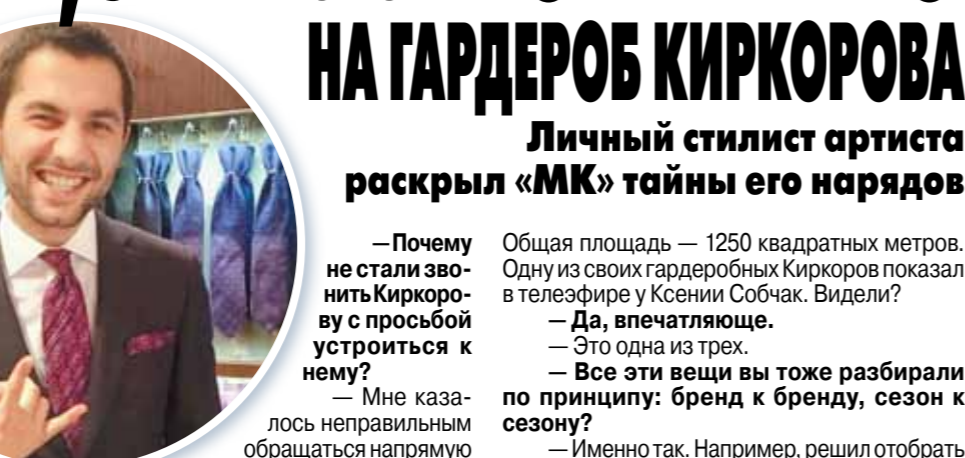 НА ГАРДЕРОБ КИРКОРОВА
Личный стилист артиста
раскрыл «МК» тайны его нарядов
—Почему
не стали зво-
нить Киркоро-
ву с просьбой
устроиться к
нему?
— Мне каза-
лось неправильным
обращаться напрямую
Общая площадь — 1250 квадратных метров.
Одну из своих гардеробных Киркоров показал
в телеэфире у Ксении Собчак. Видели?
— Да, впечатляюще.
— Это одна из трех.
— Все эти вещи вы тоже разбирали
по принципу: бренд к бренду, сезон к
сезону?
— Именно так. Например, решил отобрать